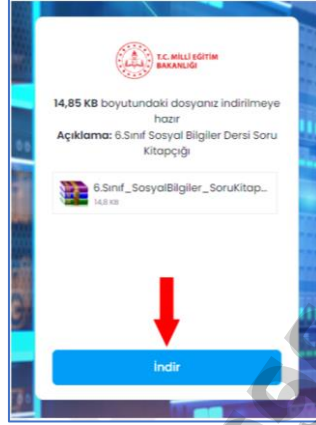 T.C. MİLLÎ EĞİTİM
BAKANLIĞI
14,85 KB boyutundaki dosyanız indirilmeye
hazır
Açıklama: 6.Sınıf Sosyal Bilgiler Dersi Soru
Kitapçığı
6.Sınıf_SosyalBilgiler_SoruKitap...
14,8 KB
İndir